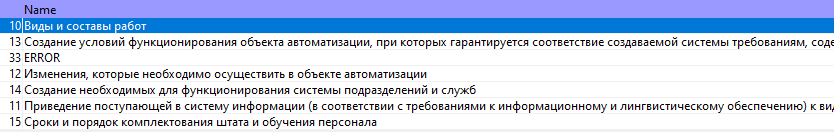 Name
10 Виды и составы работ
13 Создание условий функционирования объекта автоматизации, при которых гарантируется соответствие создаваемой системы требованиям, соде
33 ERROR
12 Изменения, которые необходимо осуществить в объекте автоматизации
14 Создание необходимых для функционирования системы подразделений и служб
11 Приведение поступающей в систему информации (в соответствии с требованиями к информационному и лингвистическому обеспечению) к вид
15 Сроки и порядок комплектования штата и обучения персонала